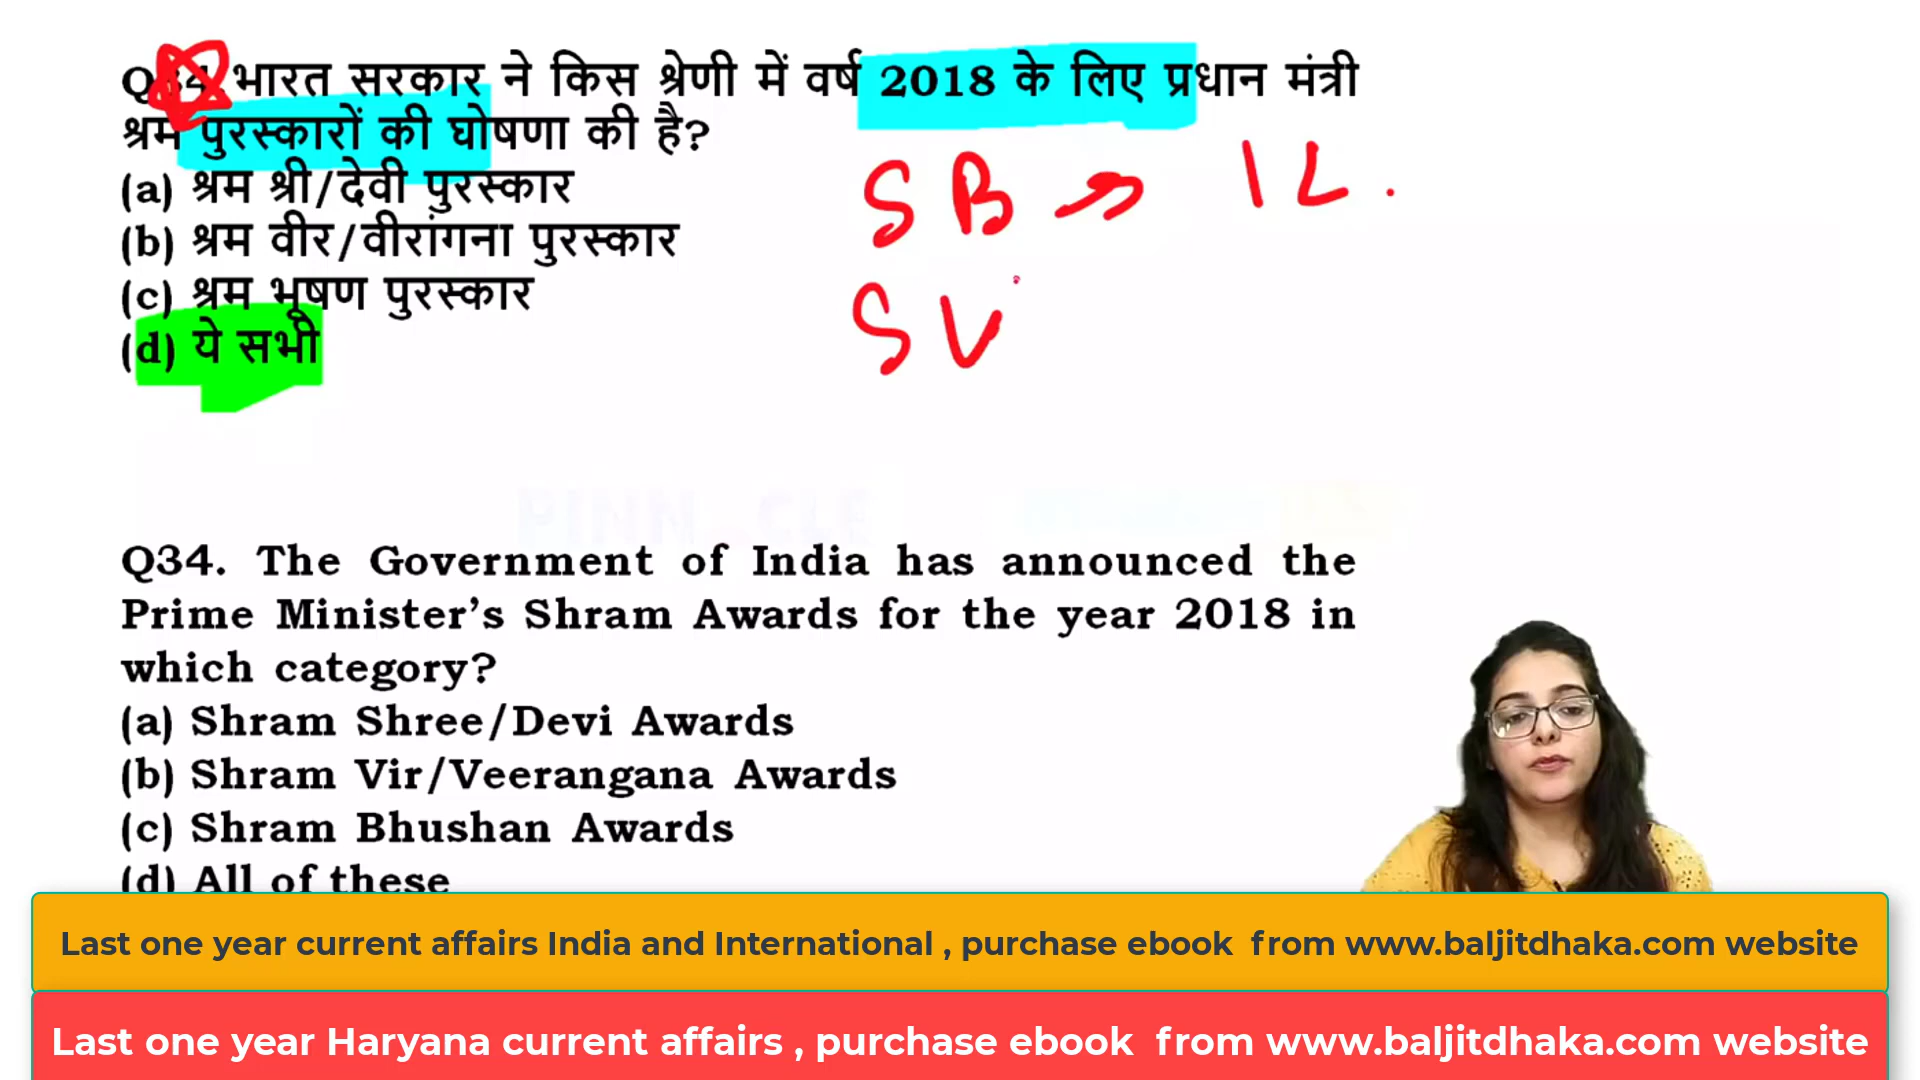 Q34 भारत सरकार ने किस श्रेणी में वर्ष 2018 के लिए प्रधान मंत्री
श्रम पुरस्कारों की घोषणा की है?
(a) श्रम श्री/देवी पुरस्कार
(b) श्रम वीर/वीरांगना पुरस्कार
(c) श्रम भूषण पुरस्कार
(d) ये सभी
S B → 1 L .
S V
Q34. The Government of India has announced the
Prime Minister’s Shram Awards for the year 2018 in
which category?
(a) Shram Shree/Devi Awards
(b) Shram Vir/Veerangana Awards
(c) Shram Bhushan Awards
(d) All of these
Last one year current affairs India and International , purchase ebook from www.baljitdhaka.com website
Last one year Haryana current affairs , purchase ebook from www.baljitdhaka.com website